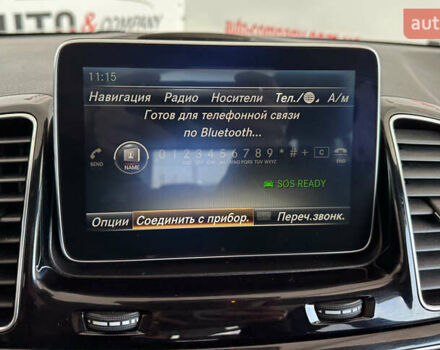 AUTO & COMPANY
auto
11:15
Навигация Радио Носители Тел./ А/м
Готов для телефонной связи
по Bluetooth...
NAME 0 1 2 3 4 5 6 7 8 9 * # + C
SEND END
SOS READY
Опции Соединить с прибор. Переч.звонк.